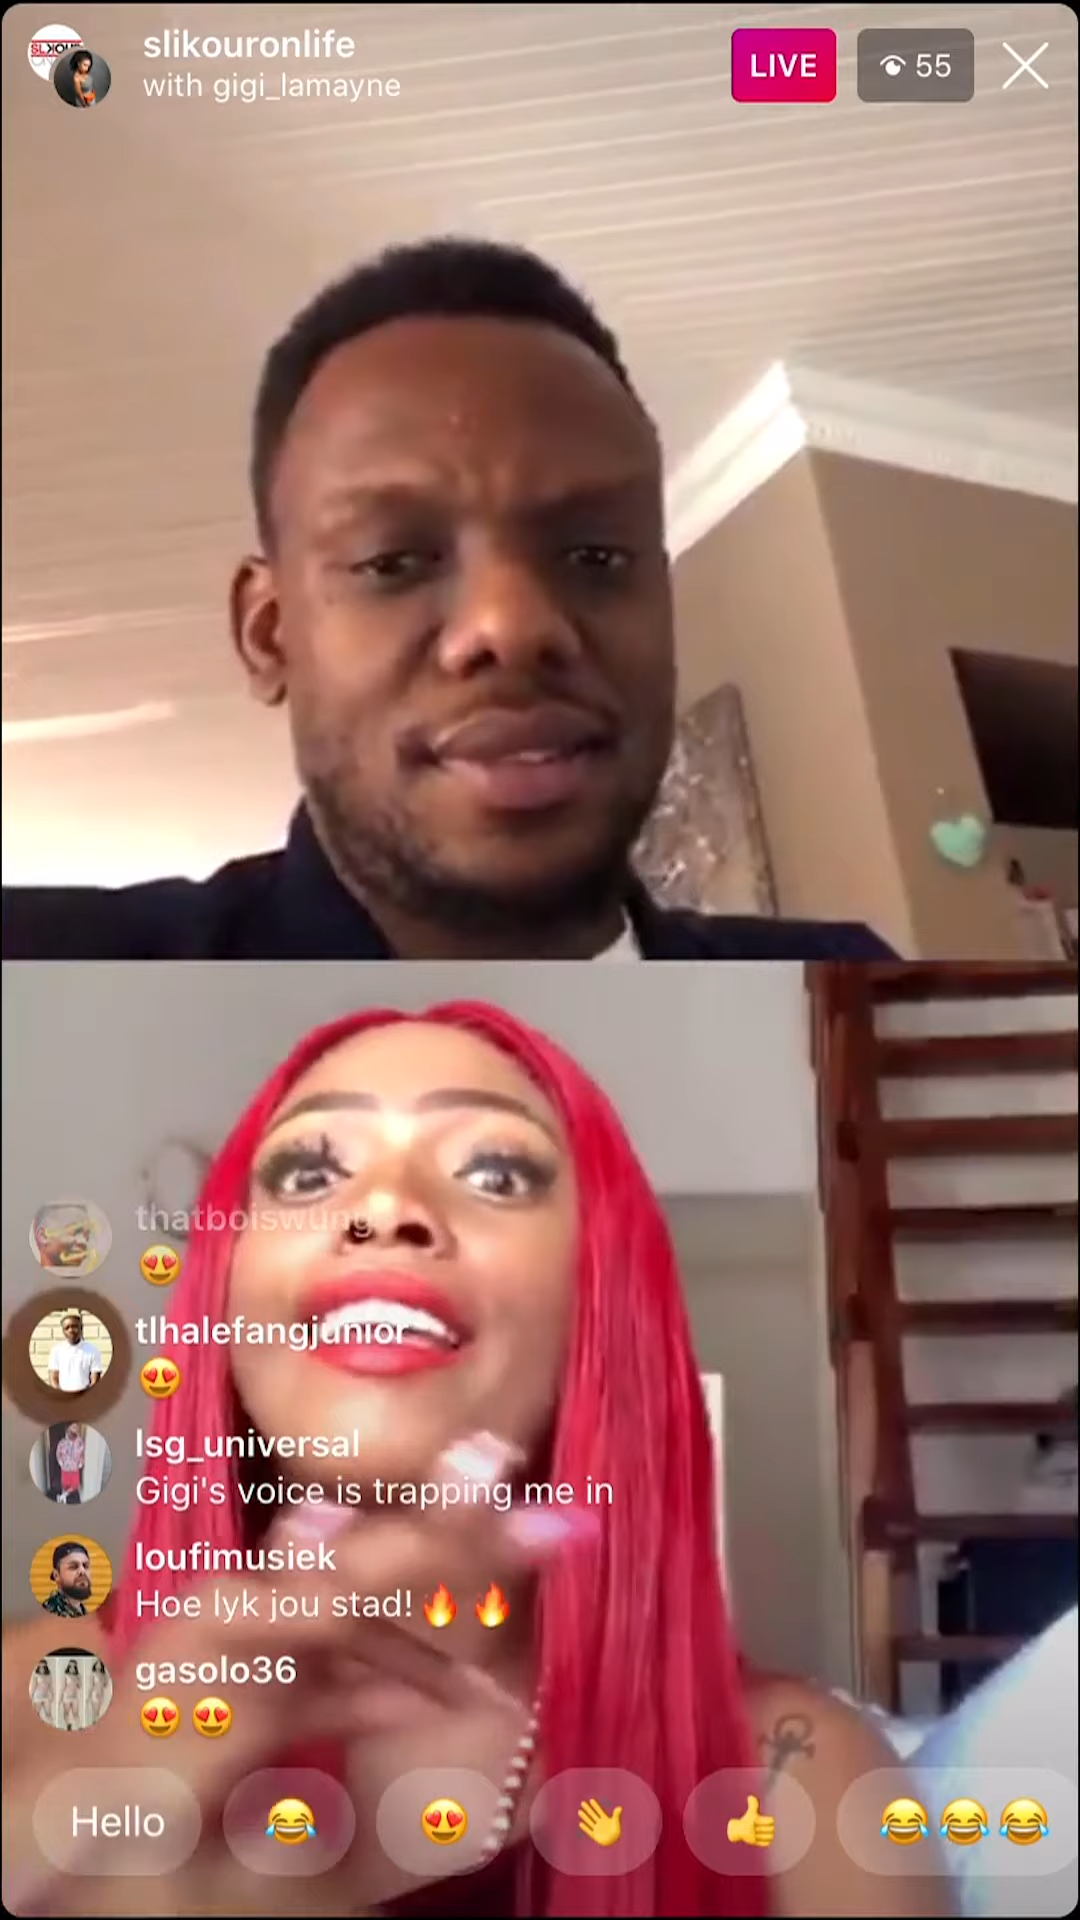 slikouronlife
with gigi_lamayne
LIVE
55
thatboiswung
😍
tlhalefangjunior
😍
lsg_universal
Gigi's voice is trapping me in
loufimusiek
Hoe lyk jou stad! 🔥 🔥
gasolo36
😍 😍
Hello
😂
😍
👋
👍
😂 😂 😂